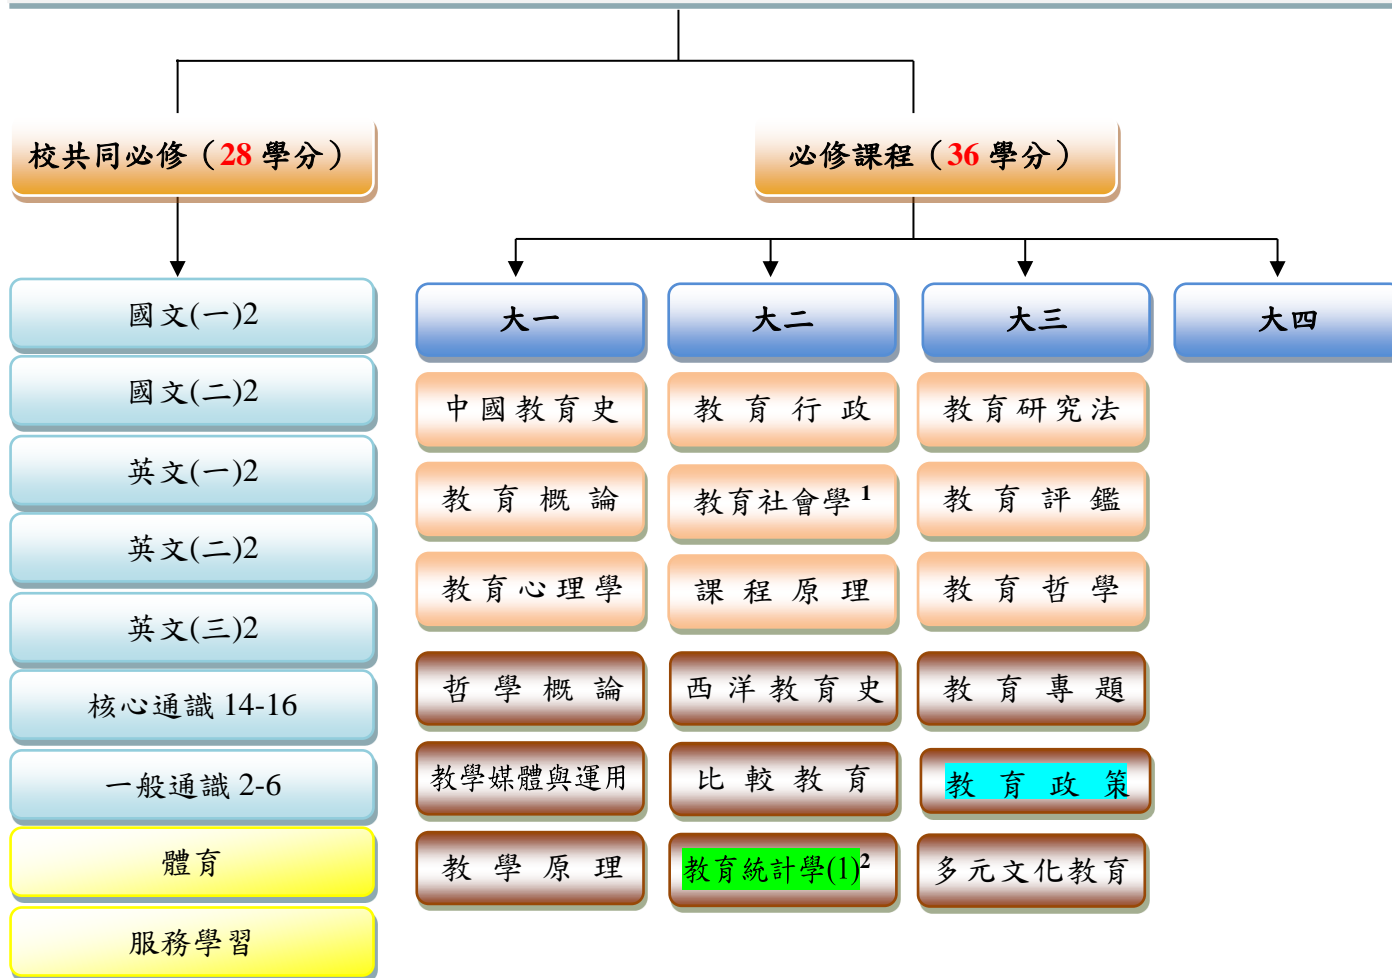 校共同必修（28 學分）
必修課程（36 學分）
國文(一)2
國文(二)2
英文(一)2
英文(二)2
英文(三)2
核心通識 14-16
一般通識 2-6
體育
服務學習
大一
中國教育史
教育概論
教育心理學
哲學概論
教學媒體與運用
教學原理
大二
教育行政
教育社會學 1
課程原理
西洋教育史
比較教育
教育統計學(1)2
大三
教育研究法
教育評鑑
教育哲學
教育專題
教育政策
多元文化教育
大四